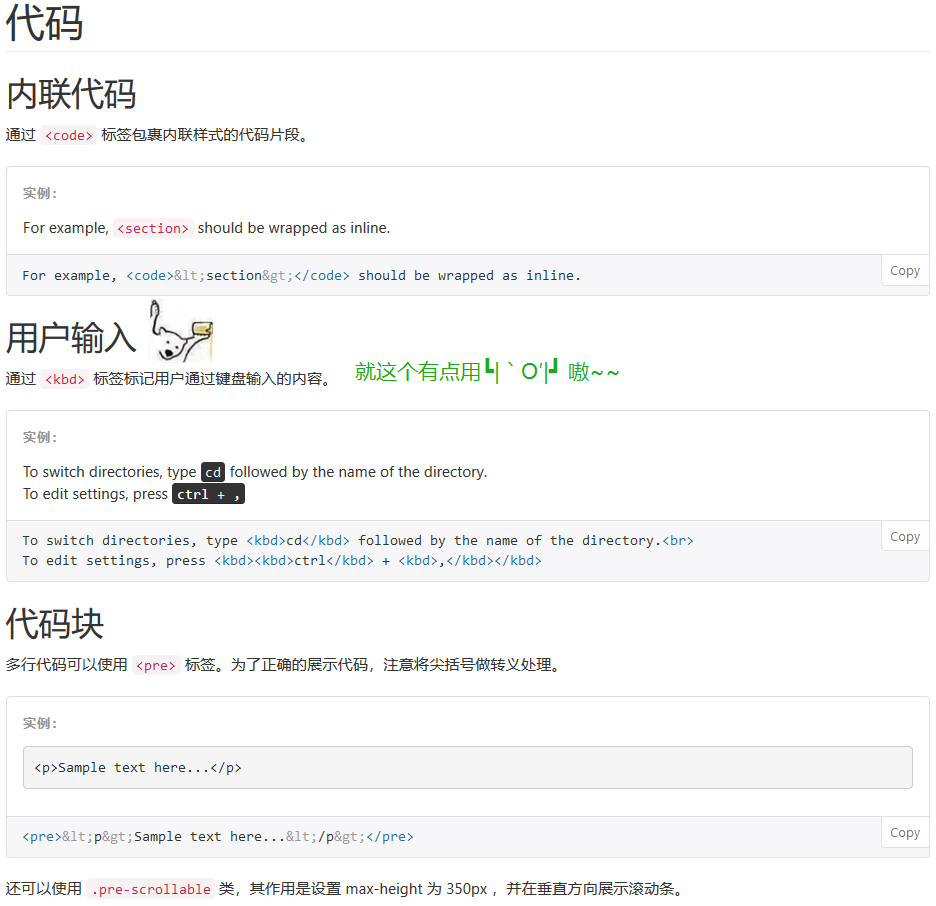 代码
内联代码
通过 <code> 标签包裹内联样式的代码片段。
实例：
For example, <section> should be wrapped as inline.
For example, <code>&lt;section&gt;</code> should be wrapped as inline.
Copy
用户输入
通过 <kbd> 标签标记用户通过键盘输入的内容。 就这个有点用┗|｀O′|┛ 嗷~~
实例：
To switch directories, type cd followed by the name of the directory.
To edit settings, press ctrl + ,
To switch directories, type <kbd>cd</kbd> followed by the name of the directory.<br>
Copy
To edit settings, press <kbd><kbd>ctrl</kbd> + <kbd>,</kbd></kbd>
代码块
多行代码可以使用 <pre> 标签。为了正确的展示代码，注意将尖括号做转义处理。
实例：
<p>Sample text here...</p>
<pre>&lt;p&gt;Sample text here...&lt;/p&gt;</pre>
Copy
还可以使用 .pre-scrollable 类，其作用是设置 max-height 为 350px ，并在垂直方向展示滚动条。